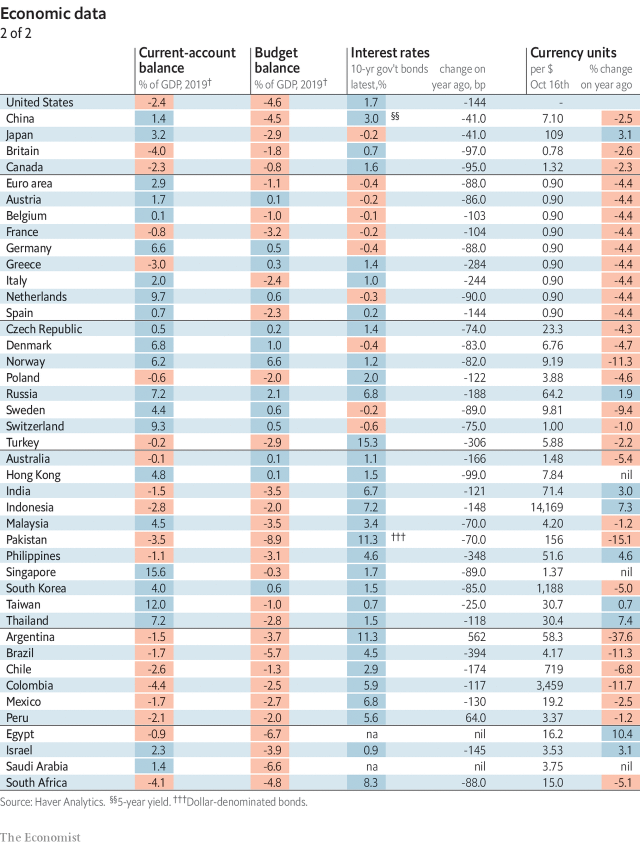 Economic data
2 of 2
Current-account Budget Interest rates Currency units
balance balance 10-yr gov't bonds change on per $ % change
% of GDP, 2019† % of GDP, 2019† latest,% year ago, bp Oct 16th on year ago
United States -2.4 -4.6 1.7 -144 -
China 1.4 -4.5 3.0 §§ -41.0 7.10 -2.5
Japan 3.2 -2.9 -0.2 -41.0 109 3.1
Britain -4.0 -1.8 0.7 -97.0 0.78 -2.6
Canada -2.3 -0.8 1.6 -95.0 1.32 -2.3
Euro area 2.9 -1.1 -0.4 -88.0 0.90 -4.4
Austria 1.7 0.1 -0.2 -86.0 0.90 -4.4
Belgium 0.1 -1.0 -0.1 -103 0.90 -4.4
France -0.8 -3.2 -0.2 -104 0.90 -4.4
Germany 6.6 0.5 -0.4 -88.0 0.90 -4.4
Greece -3.0 0.3 1.4 -284 0.90 -4.4
Italy 2.0 -2.4 1.0 -244 0.90 -4.4
Netherlands 9.7 0.6 -0.3 -90.0 0.90 -4.4
Spain 0.7 -2.3 0.2 -144 0.90 -4.4
Czech Republic 0.5 0.2 1.4 -74.0 23.3 -4.3
Denmark 6.8 1.0 -0.4 -83.0 6.76 -4.7
Norway 6.2 6.6 1.2 -82.0 9.19 -11.3
Poland -0.6 -2.0 2.0 -122 3.88 -4.6
Russia 7.2 2.1 6.8 -188 64.2 1.9
Sweden 4.4 0.6 -0.2 -89.0 9.81 -9.4
Switzerland 9.3 0.5 -0.6 -75.0 1.00 -1.0
Turkey -0.2 -2.9 15.3 -306 5.88 -2.2
Australia -0.1 0.1 1.1 -166 1.48 -5.4
Hong Kong 4.8 0.1 1.5 -99.0 7.84 nil
India -1.5 -3.5 6.7 -121 71.4 3.0
Indonesia -2.8 -2.0 7.2 -148 14,169 7.3
Malaysia 4.5 -3.5 3.4 -70.0 4.20 -1.2
Pakistan -3.5 -8.9 11.3 ††† -70.0 156 -15.1
Philippines -1.1 -3.1 4.6 -348 51.6 4.6
Singapore 15.6 -0.3 1.7 -89.0 1.37 nil
South Korea 4.0 0.6 1.5 -85.0 1,188 -5.0
Taiwan 12.0 -1.0 0.7 -25.0 30.7 0.7
Thailand 7.2 -2.8 1.5 -118 30.4 7.4
Argentina -1.5 -3.7 11.3 562 58.3 -37.6
Brazil -1.7 -5.7 4.5 -394 4.17 -11.3
Chile -2.6 -1.3 2.9 -174 719 -6.8
Colombia -4.4 -2.5 5.9 -117 3,459 -11.7
Mexico -1.7 -2.7 6.8 -130 19.2 -2.5
Peru -2.1 -2.0 5.6 64.0 3.37 -1.2
Egypt -0.9 -6.7 na nil 16.2 10.4
Israel 2.3 -3.9 0.9 -145 3.53 3.1
Saudi Arabia 1.4 -6.6 na nil 3.75 nil
South Africa -4.1 -4.8 8.3 -88.0 15.0 -5.1
Source: Haver Analytics. §§5-year yield. †††Dollar-denominated bonds.
The Economist